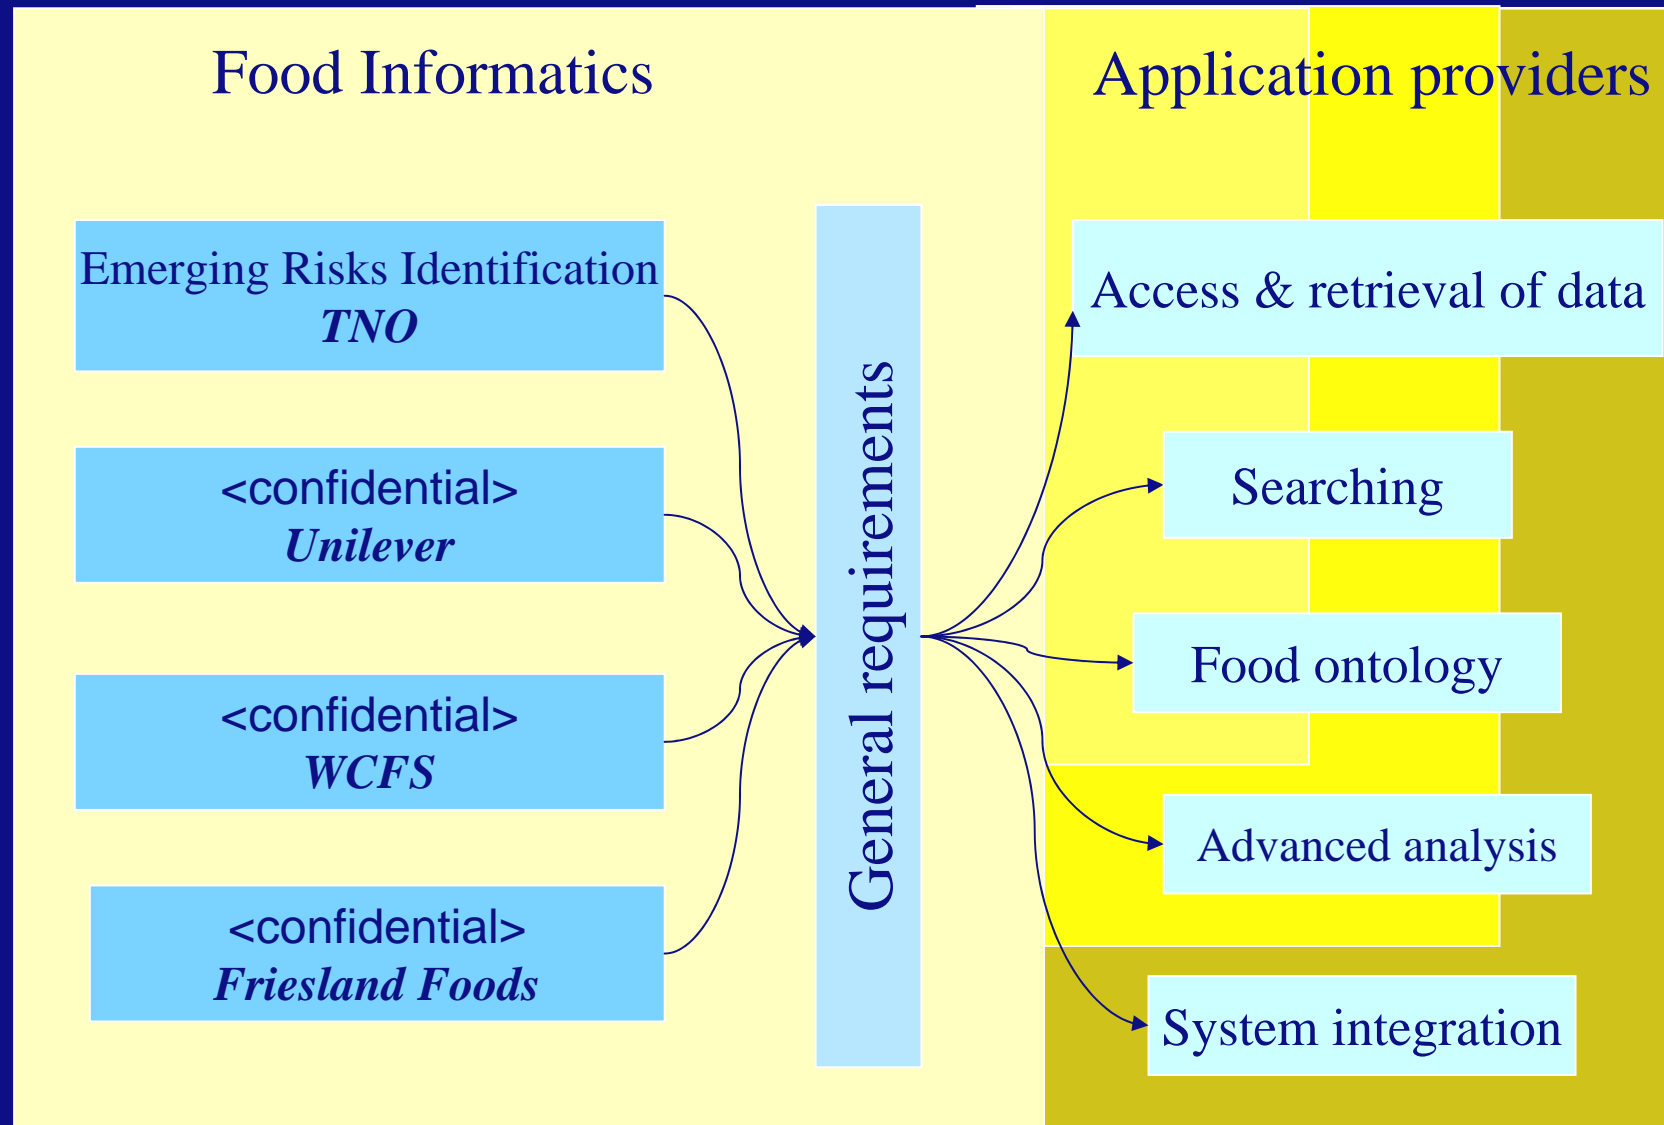 Food Informatics
Application providers
Emerging Risks Identification
TNO
<confidential>
Unilever
<confidential>
WCFS
<confidential>
Friesland Foods
General requirements
Access & retrieval of data
Searching
Food ontology
Advanced analysis
System integration